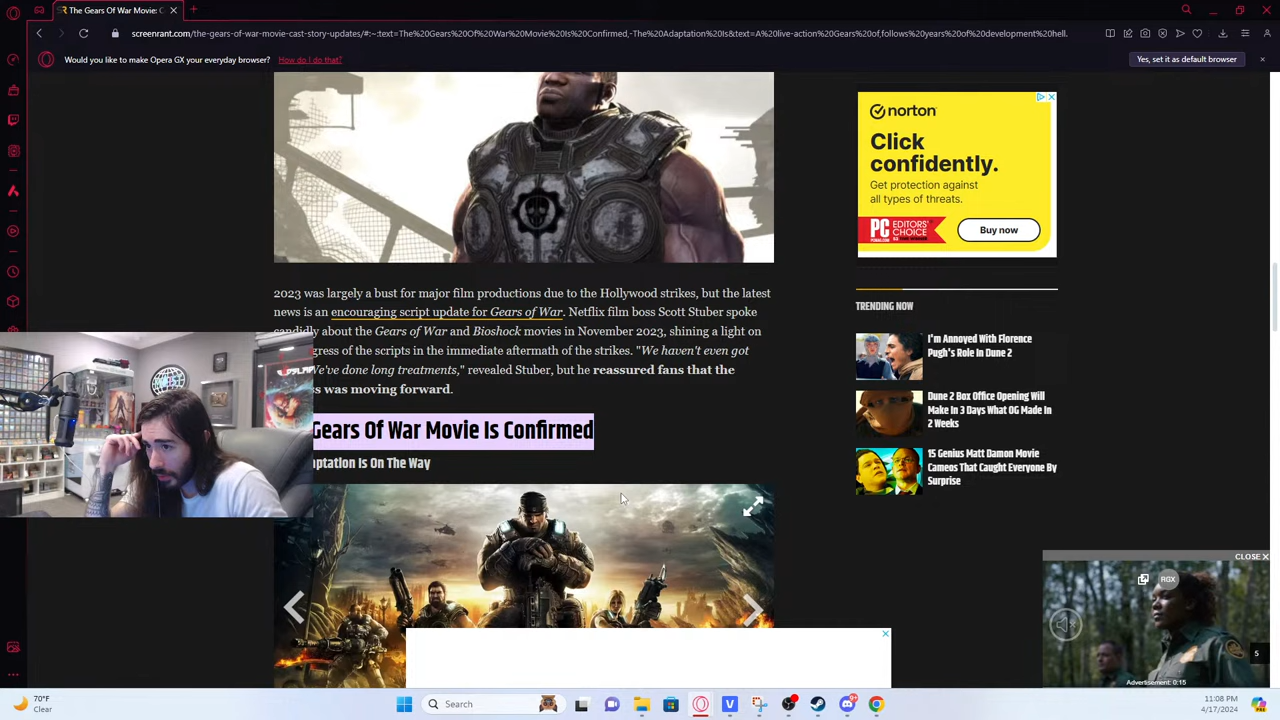 The Gears Of War Movie: C
screenrant.com/the-gears-of-war-movie-cast-story-updates/#:~:text=The%20Gears%20Of%20War%20Movie%20Is%20Confirmed,-The%20Adaptation%20Is&text=A%20live-action%20Gears%20of,follows%20years%20of%20development%20hell.
Would you like to make Opera GX your everyday browser?
How do I do that?
Yes, set it as default browser
norton
Click
confidently.
Get protection against
all types of threats.
PC
EDITORS'
CHOICE
Buy now
2023 was largely a bust for major film productions due to the Hollywood strikes, but the latest
news is an encouraging script update for Gears of War. Netflix film boss Scott Stuber spoke
candidly about the Gears of War and Bioshock movies in November 2023, shining a light on
gress of the scripts in the immediate aftermath of the strikes. "We haven't even got
We've done long treatments," revealed Stuber, but he reassured fans that the
ss was moving forward.
Gears Of War Movie Is Confirmed
aptation Is On The Way
TRENDING NOW
I'm Annoyed With Florence
Pugh's Role In Dune 2
Dune 2 Box Office Opening Will
Make In 3 Days What OG Made In
2 Weeks
15 Genius Matt Damon Movie
Cameos That Caught Everyone By
Surprise
CLOSE
RGX
5
Advertisement: 0:15
70°F
Clear
Search
11:08 PM
4/17/2024